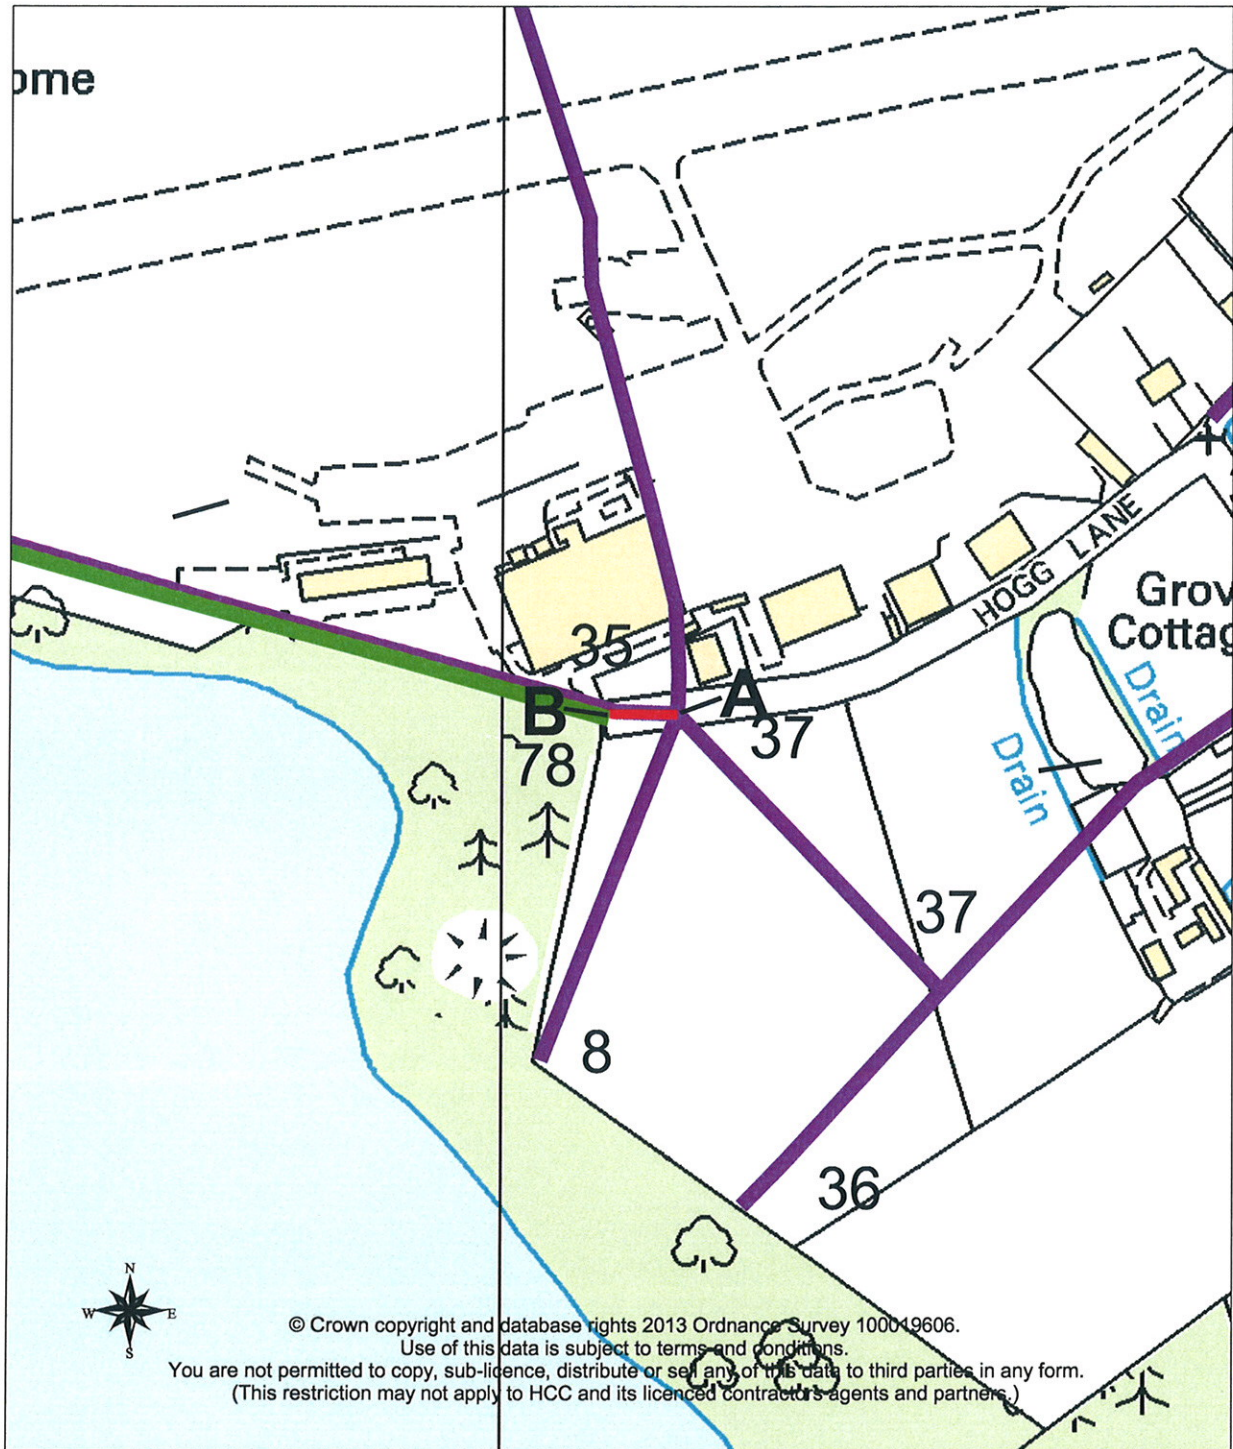 ome
HOGG LANE
Grov
Cottag
35
A
B
37
78
Drain
Drain
37
8
36
N
W E
S
© Crown copyright and database rights 2013 Ordnance Survey 100019606.
Use of this data is subject to terms and conditions.
You are not permitted to copy, sub-licence, distribute or sell any of this data to third parties in any form.
(This restriction may not apply to HCC and its licenced contractors agents and partners.)